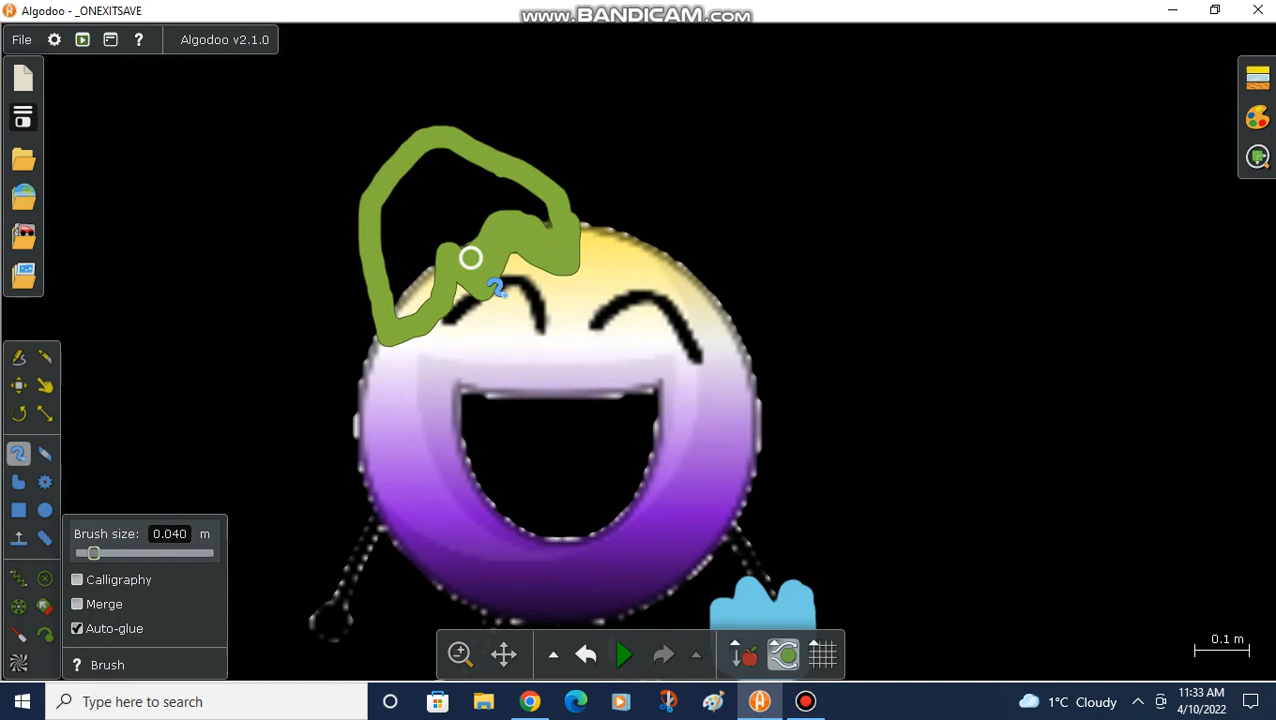 Algodoo - _ONEXITSAVE
www.BANDICAM.com
File
?
Algodoo v2.1.0
Brush size: 0.040 m
Calligraphy
Merge
Auto-glue
? Brush
0.1 m
Type here to search
1°C Cloudy
11:33 AM
4/10/2022